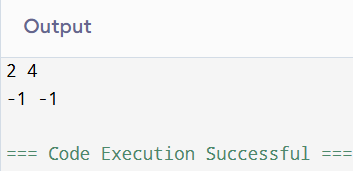 Output
2 4
-1 -1
=== Code Execution Successful ===